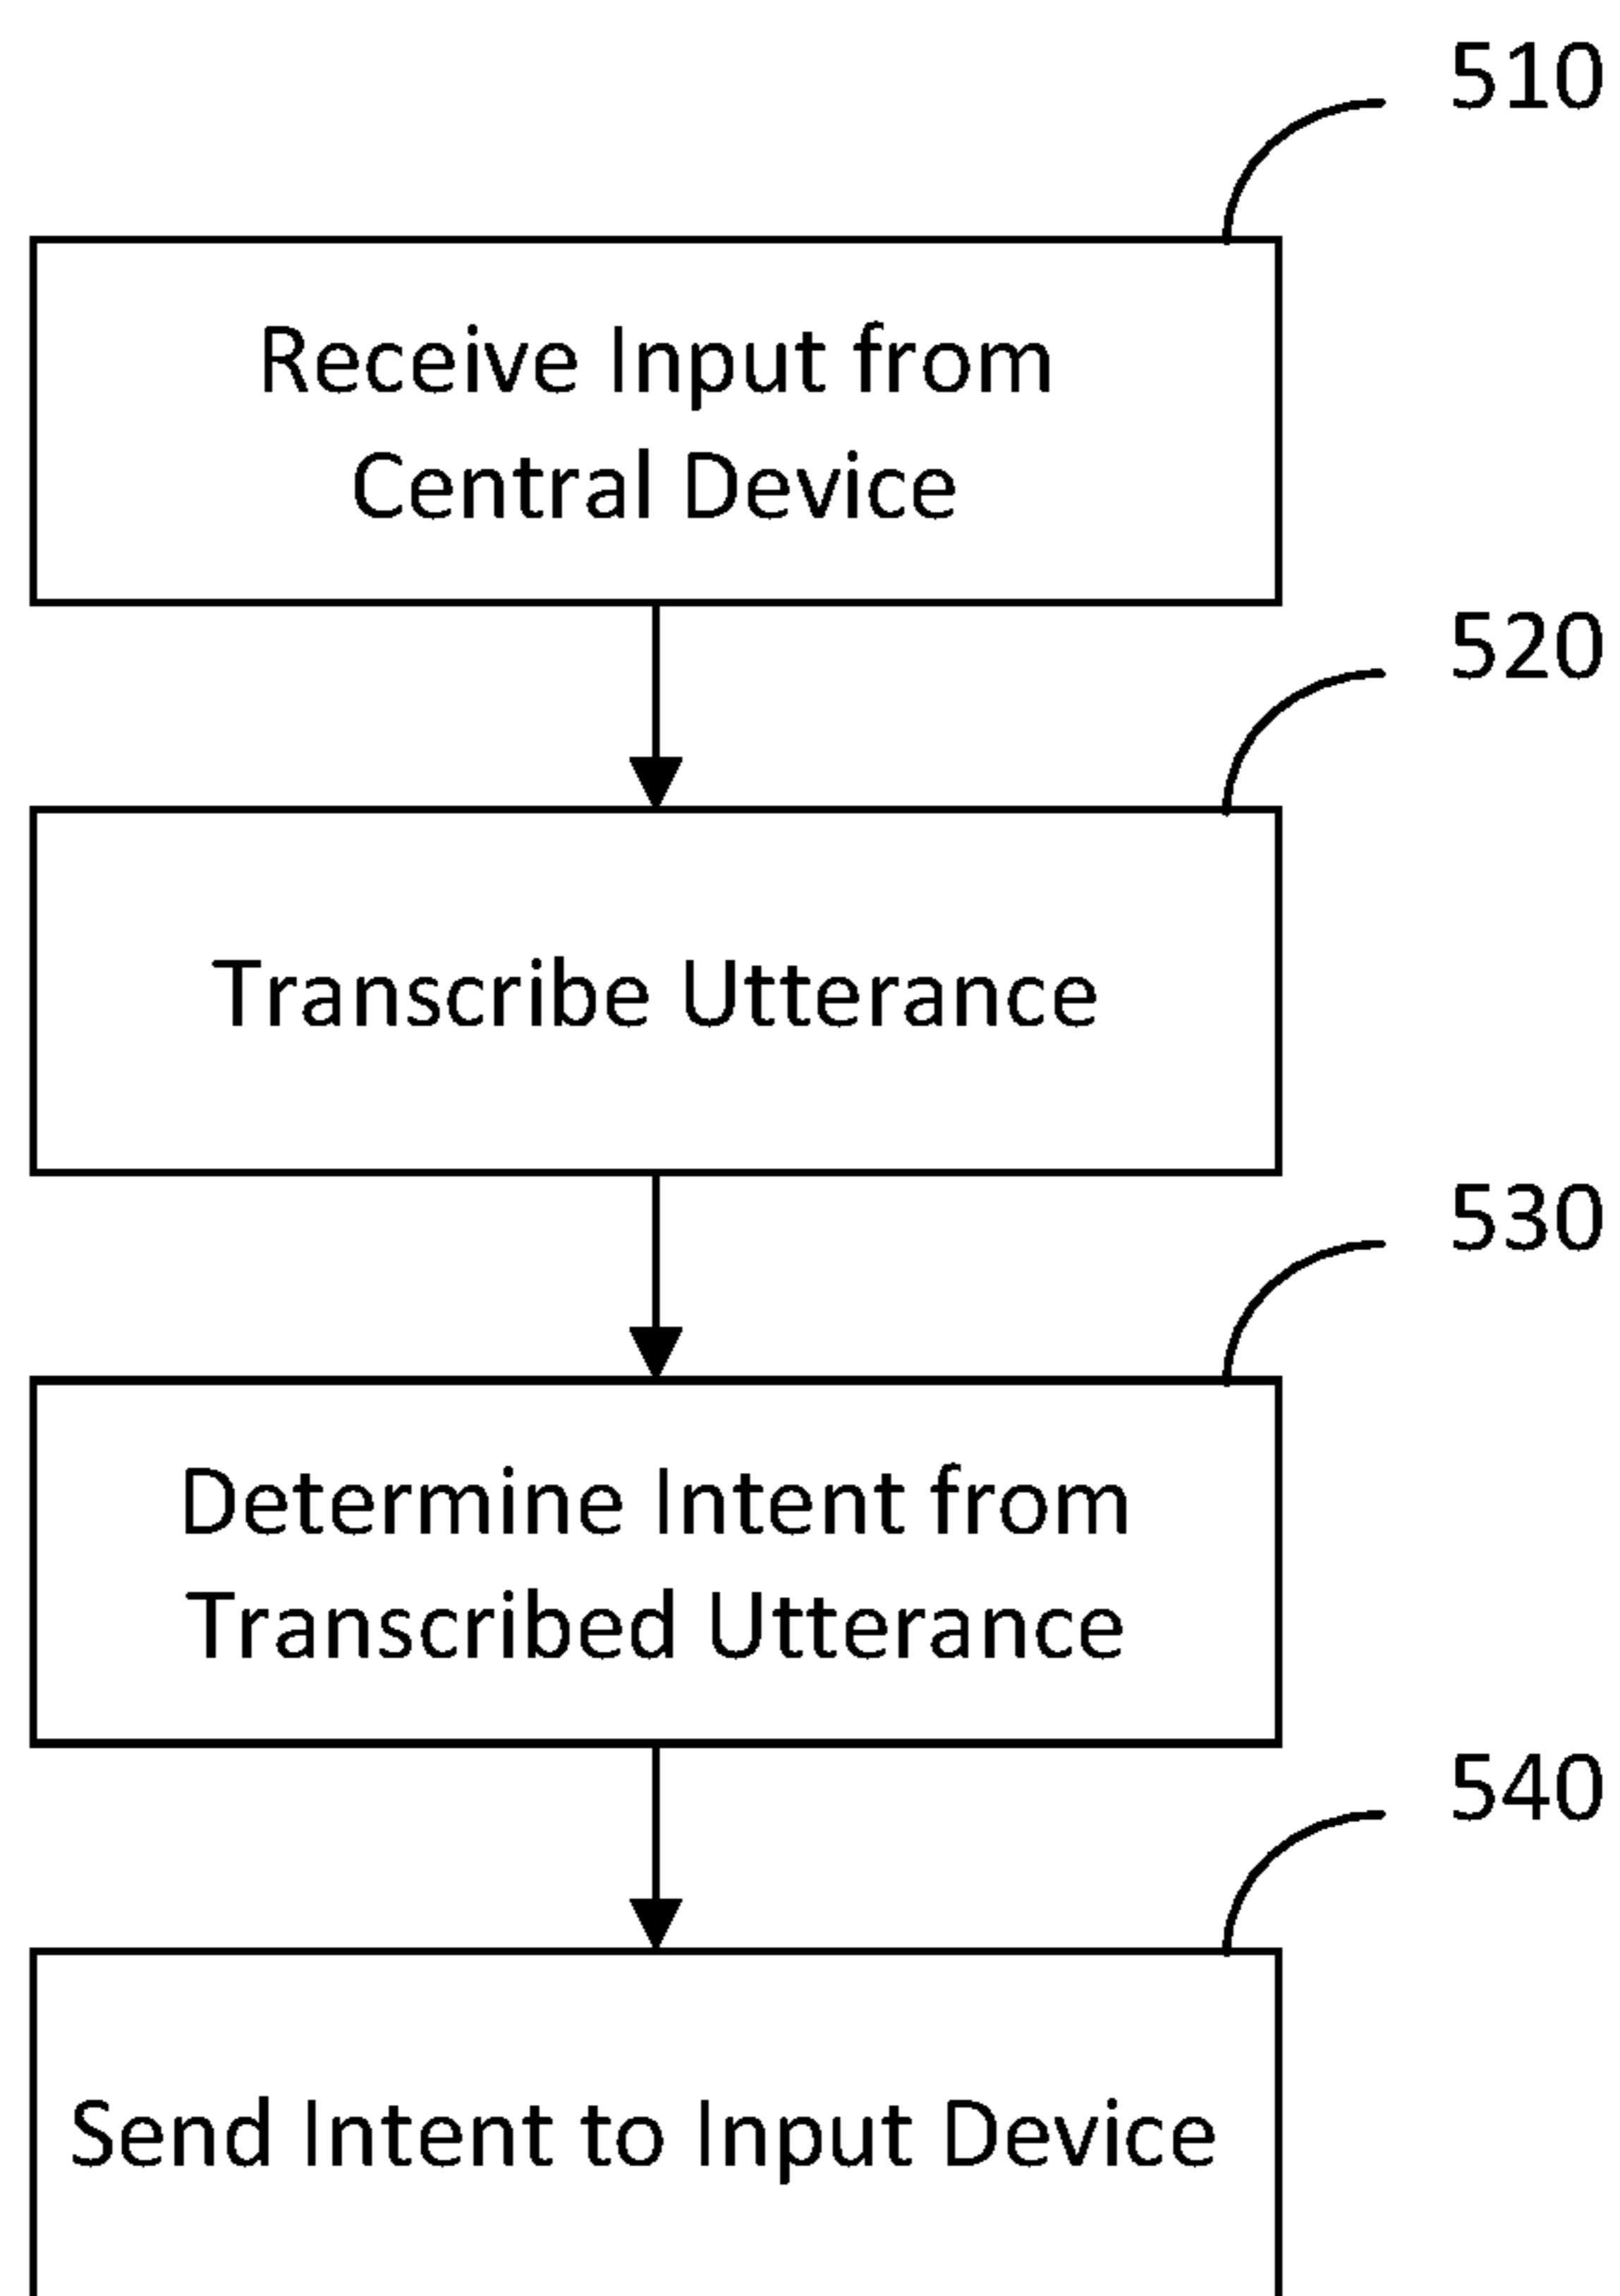 510
Receive Input from
Central Device
520
Transcribe Utterance
530
Determine Intent from
Transcribed Utterance
540
Send Intent to Input Device